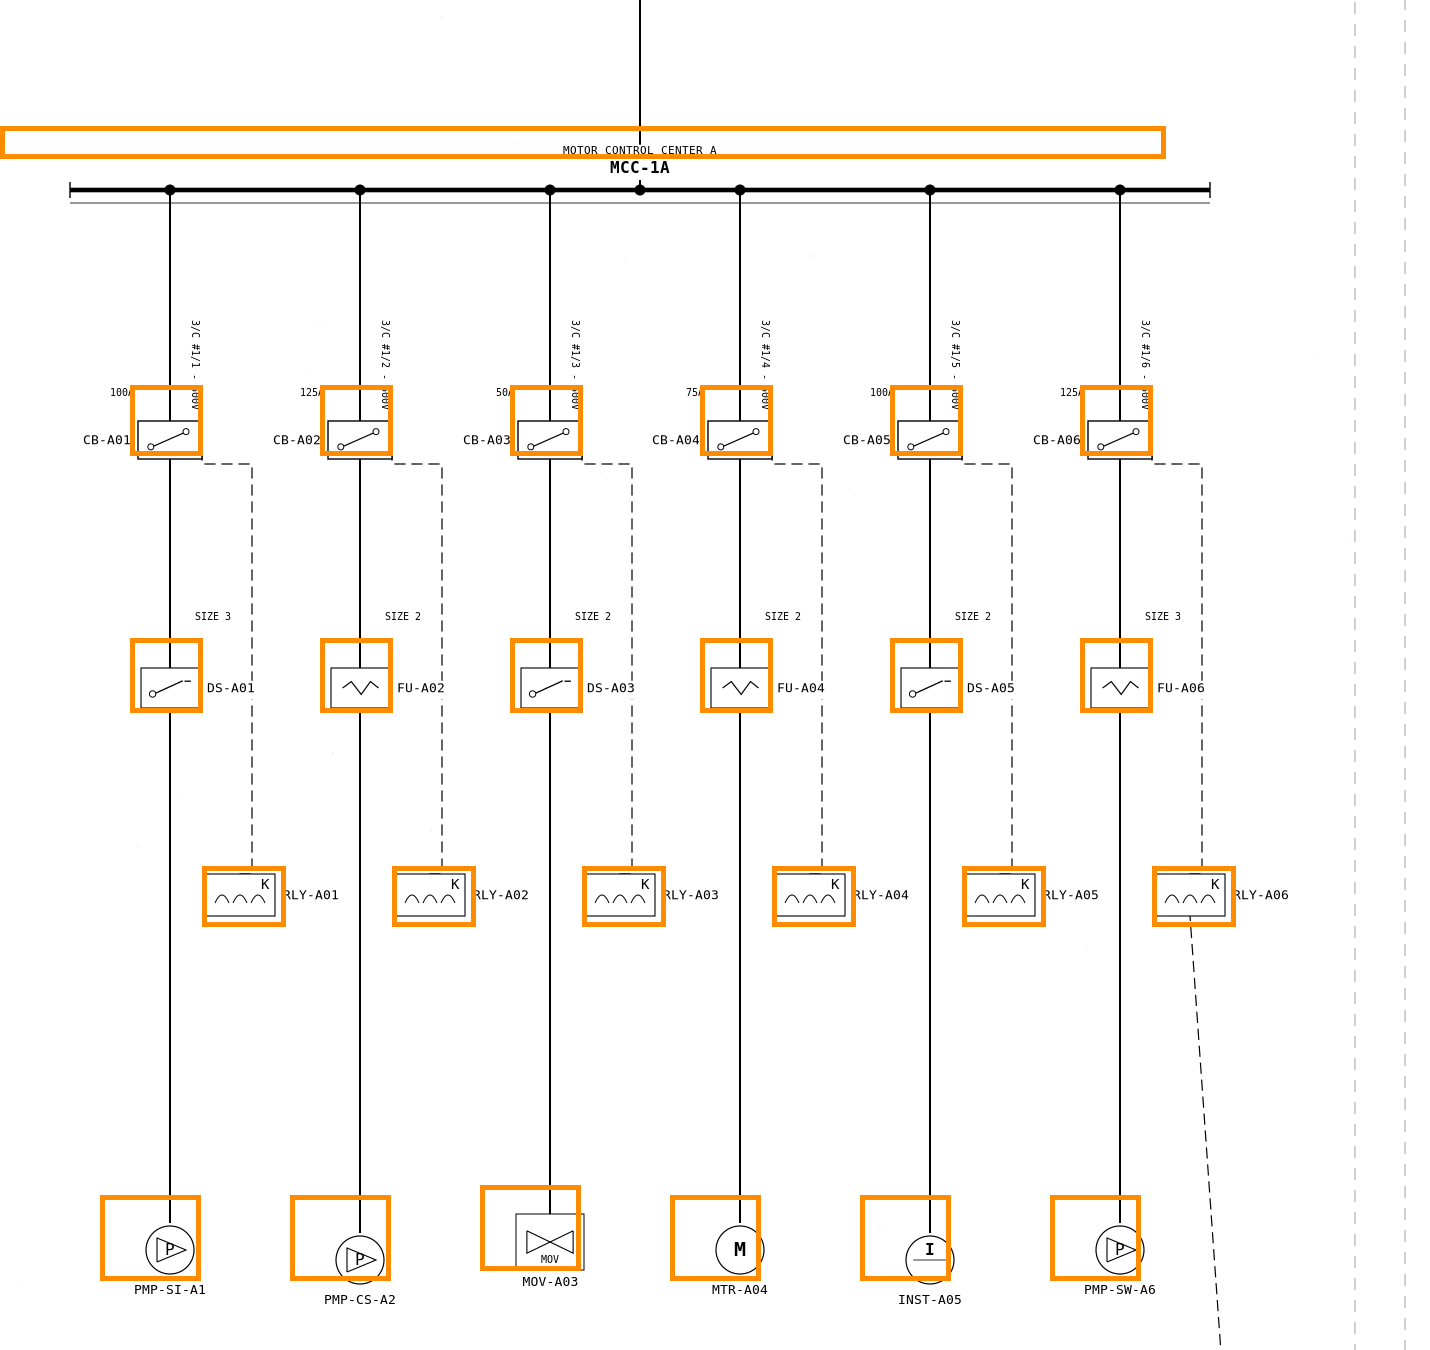 MOTOR CONTROL CENTER A
MCC-1A
3/C #1/1 -
3/C #1/2 -
3/C #1/3 -
3/C #1/4 -
3/C #1/5 -
3/C #1/6 -
100A
125A
50A
75A
100A
125A
CB-A01
CB-A02
CB-A03
CB-A04
CB-A05
CB-A06
SIZE 3
SIZE 2
SIZE 2
SIZE 2
SIZE 2
SIZE 3
DS-A01
FU-A02
DS-A03
FU-A04
DS-A05
FU-A06
K
K
K
K
K
K
RLY-A01
RLY-A02
RLY-A03
RLY-A04
RLY-A05
RLY-A06
P
P
MOV
M
I
P
PMP-SI-A1
PMP-CS-A2
MOV-A03
MTR-A04
INST-A05
PMP-SW-A6